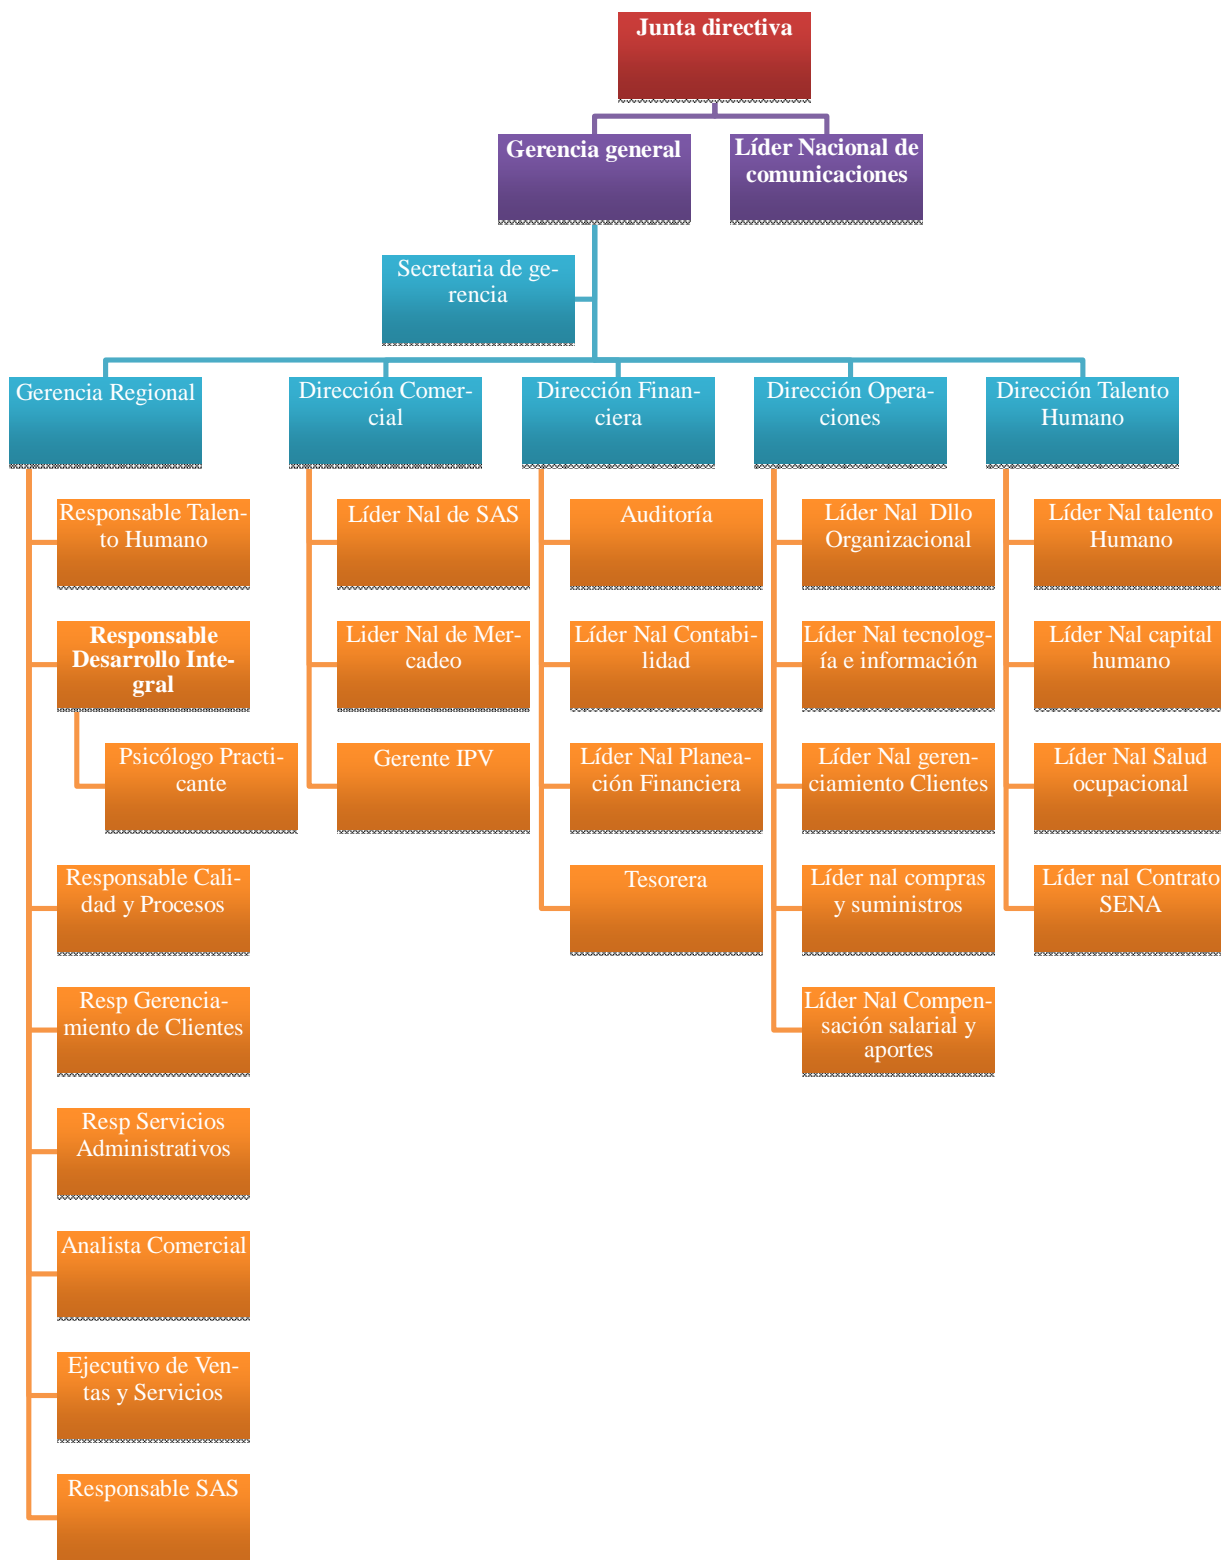 Junta directiva
Gerencia general
Líder Nacional de
comunicaciones
Secretaria de ge-
rencia
Gerencia Regional
Dirección Comer-
cial
Dirección Finan-
ciera
Dirección Opera-
ciones
Dirección Talento
Humano
Responsable Talen-
to Humano
Responsable
Desarrollo Inte-
gral
Psicólogo Practi-
cante
Responsable Cali-
dad y Procesos
Resp Gerencia-
miento de Clientes
Resp Servicios
Administrativos
Analista Comercial
Ejecutivo de Ven-
tas y Servicios
Responsable SAS
Líder Nal de SAS
Lider Nal de Mer-
cadeo
Gerente IPV
Auditoría
Líder Nal Contabi-
lidad
Líder Nal Planea-
ción Financiera
Tesorera
Líder Nal  Dllo
Organizacional
Líder Nal tecnolog-
ía e información
Líder Nal geren-
ciamiento Clientes
Líder nal compras
y suministros
Líder Nal Compen-
sación salarial y
aportes
Líder Nal talento
Humano
Líder Nal capital
humano
Líder Nal Salud
ocupacional
Líder nal Contrato
SENA